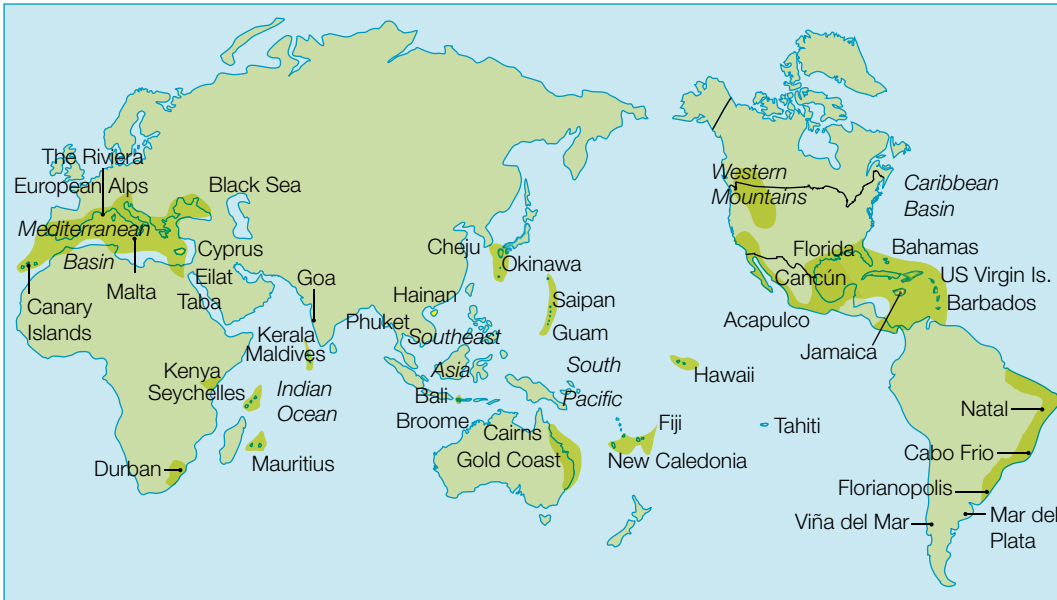 The Riviera
European Alps
Black Sea
Mediterranean
Basin
Cyprus
Eilat
Malta
Taba
Canary
Islands
Goa
Kerala
Maldives
Kenya
Seychelles
Indian
Ocean
Mauritius
Durban
Cheju
Okinawa
Hainan
Phuket
Southeast
Asia
Saipan
Guam
South
Pacific
Bali
Broome
Cairns
Gold Coast
Fiji
New Caledonia
Hawaii
Tahiti
Western
Mountains
Caribbean
Basin
Florida
Bahamas
Cancún
US Virgin Is.
Barbados
Acapulco
Jamaica
Natal
Cabo Frio
Florianopolis
Viña del Mar
Mar del
Plata